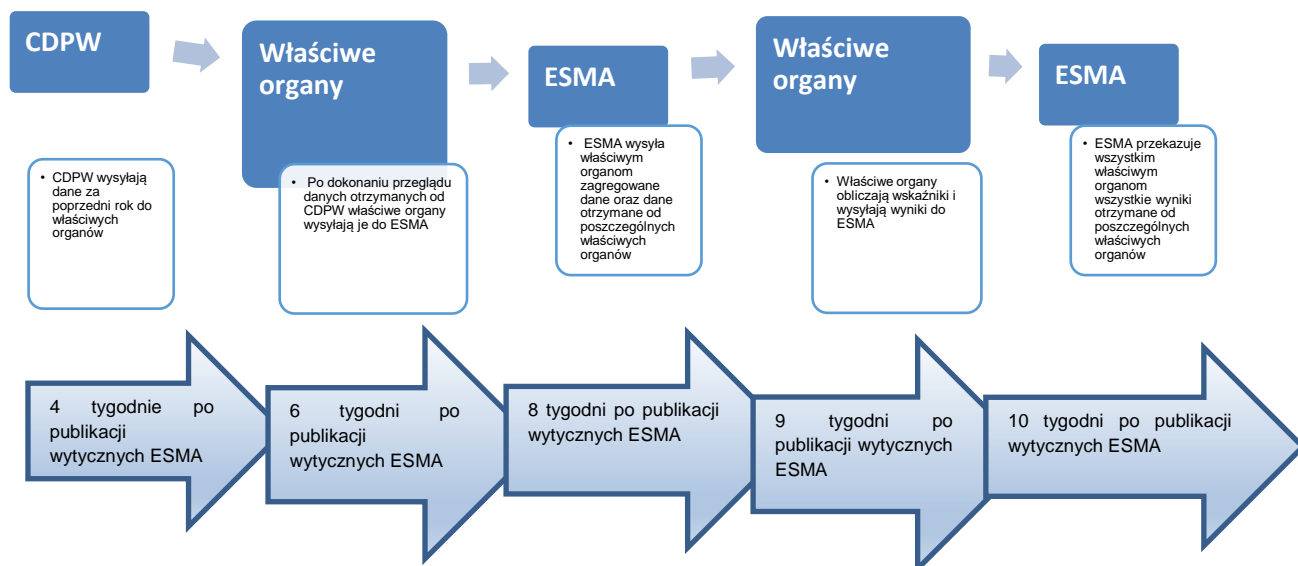 CDPW
Właściwe
organy
ESMA
Właściwe
organy
ESMA
• CDPW wysyłają
dane za
poprzedni rok do
właściwych
organów
• Po dokonaniu przeglądu
danych otrzymanych od
CDPW właściwe organy
wysyłają je do ESMA
• ESMA wysyła
właściwym
organom
zagregowane
dane oraz dane
otrzymane od
poszczególnych
właściwych
organów
• Właściwe organy
obliczają wskaźniki i
wysyłają wyniki do
ESMA
• ESMA przekazuje
wszystkim
właściwym
organom
wszystkie wyniki
otrzymane od
poszczególnych
właściwych
organów
4 tygodnie po
publikacji
wytycznych ESMA
6 tygodni po
publikacji
wytycznych ESMA
8 tygodni po publikacji
wytycznych ESMA
9 tygodni po
publikacji wytycznych
ESMA
10 tygodni po publikacji
wytycznych ESMA